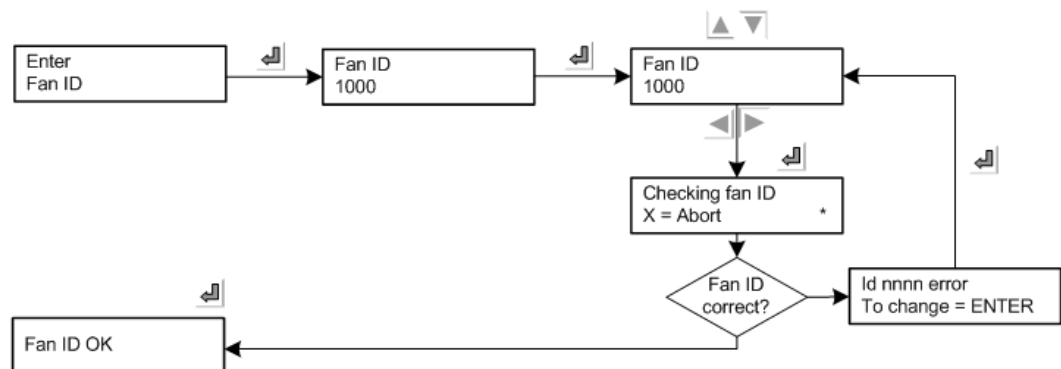 Enter
Fan ID
Fan ID
1000
Fan ID
1000
Checking fan ID
X = Abort *
Fan ID
correct?
Id nnnn error
To change = ENTER
Fan ID OK